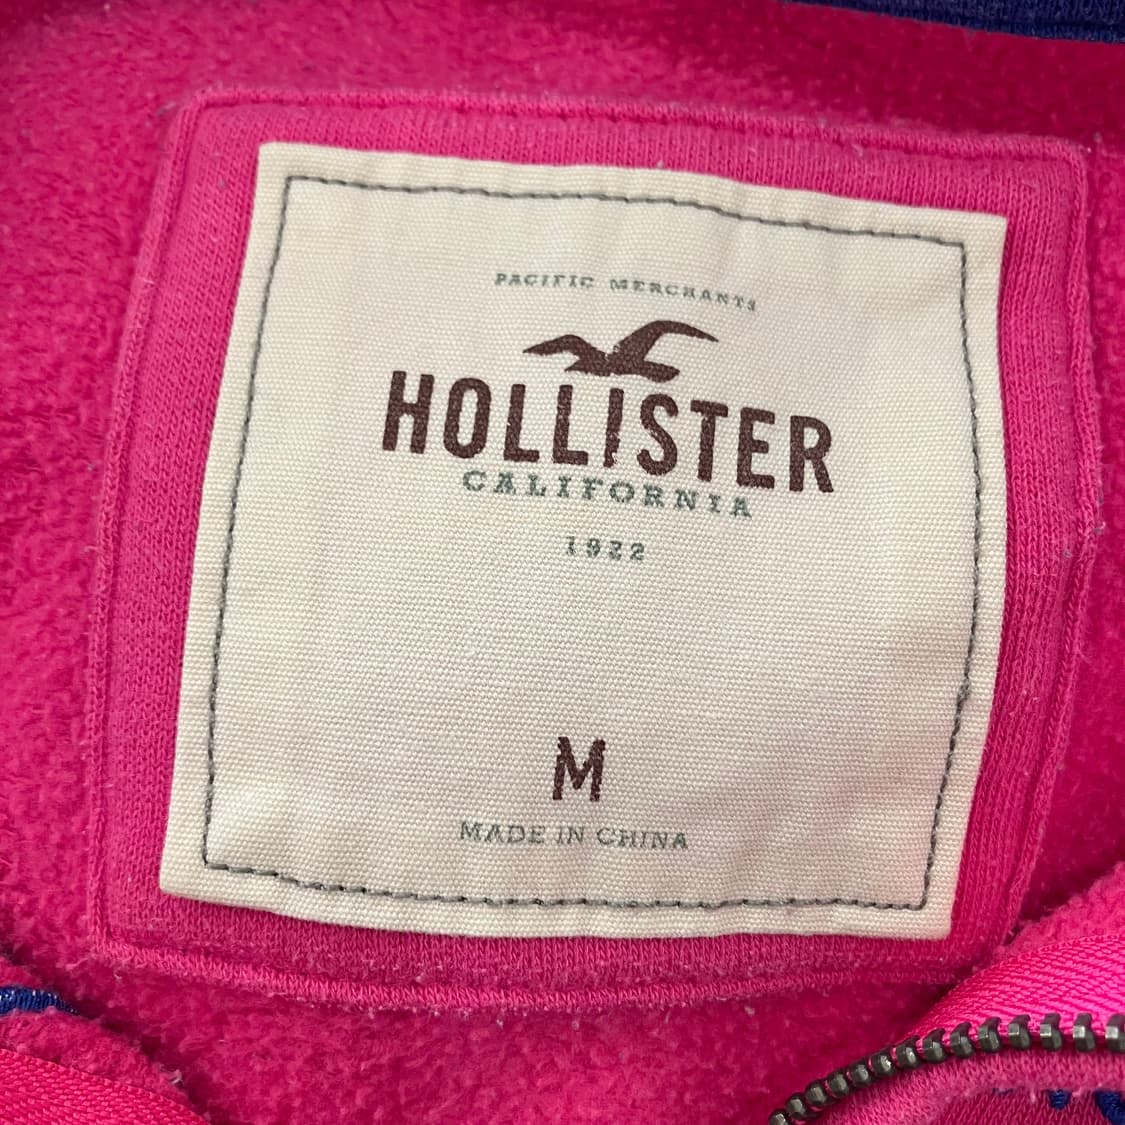 PACIFIC MERCHANTS
HOLLISTER
CALIFORNIA
1922
M
MADE IN CHINA